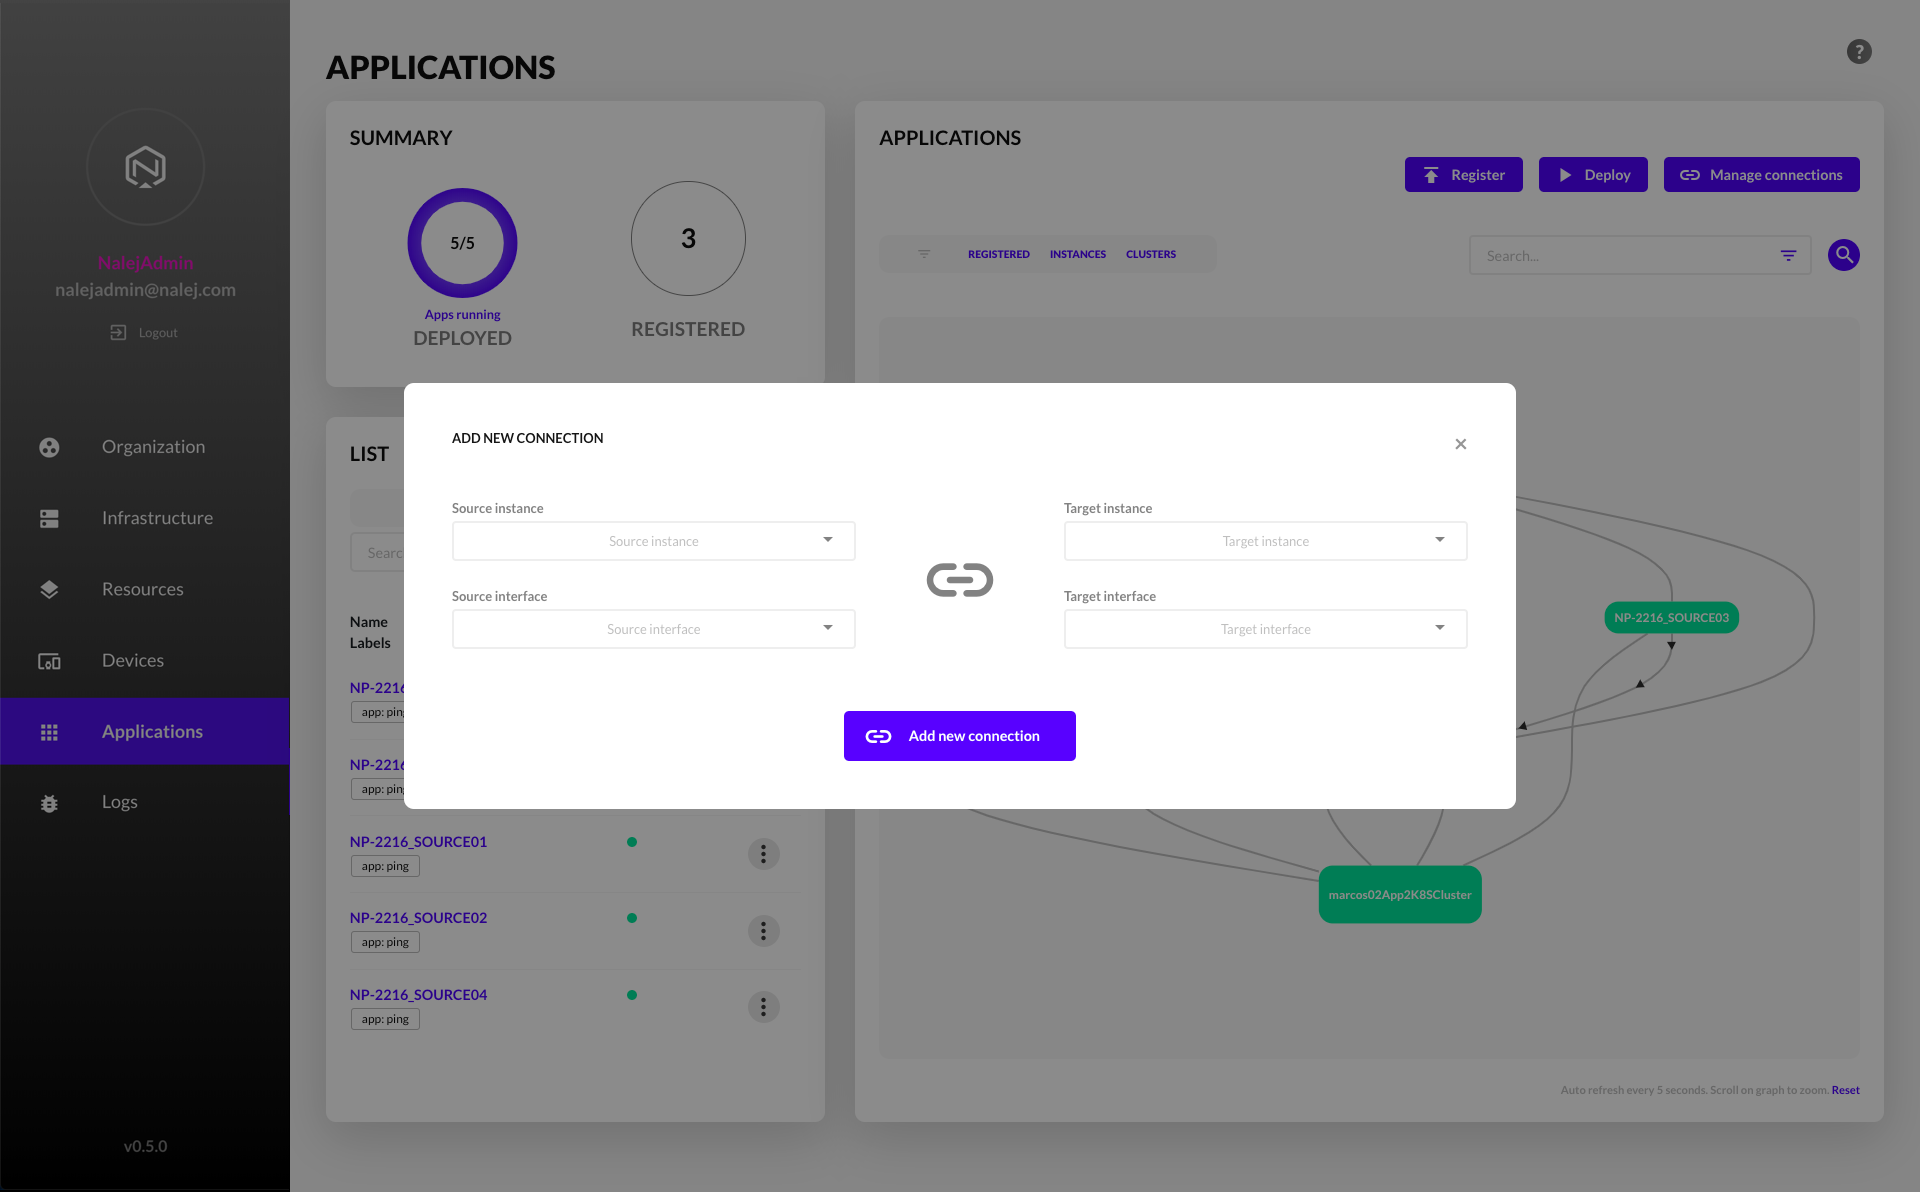 APPLICATIONS
?
NalejAdmin
nalejadmin@nalej.com
Logout
Organization
Infrastructure
Resources
Devices
Applications
Logs
v0.5.0
SUMMARY
5/5
Apps running
DEPLOYED
3
REGISTERED
APPLICATIONS
Register
Deploy
Manage connections
REGISTERED INSTANCES CLUSTERS
Search...
LIST
Searc
Name
Labels
NP-2216
app: ping
NP-2216
app: ping
NP-2216_SOURCE01
app: ping
NP-2216_SOURCE02
app: ping
NP-2216_SOURCE04
app: ping
ADD NEW CONNECTION
Source instance
Source instance
Source interface
Source interface
Target instance
Target instance
Target interface
Target interface
Add new connection
NP-2216_SOURCE03
marcos02App2K8SCluster
Auto refresh every 5 seconds. Scroll on graph to zoom. Reset